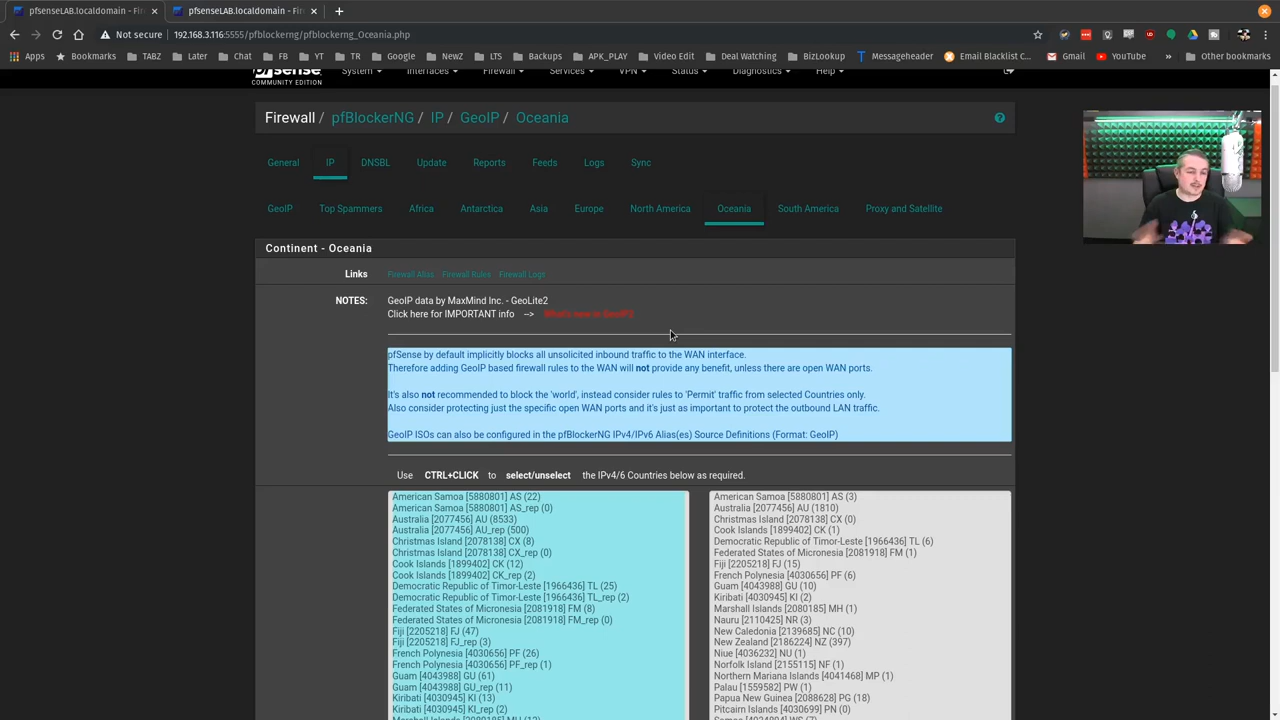 pfsenseLAB.localdomain - Firew
pfsenseLAB.localdomain - Firew
Not secure 192.168.3.116:5555/pfblockerng/pfblockerng_Oceania.php
Apps Bookmarks TABZ Later Chat FB YT TR Google NewZ LTS Backups APK_PLAY Video Edit Deal Watching BizLookup Messageheader Email Blacklist C... Gmail YouTube » Other bookmarks
System Interfaces Firewall Services VPN Status Diagnostics Help
COMMUNITY EDITION
Firewall / pfBlockerNG / IP / GeoIP / Oceania
General IP DNSBL Update Reports Feeds Logs Sync
GeoIP Top Spammers Africa Antarctica Asia Europe North America Oceania South America Proxy and Satellite
Continent - Oceania
Links Firewall Alias Firewall Rules Firewall Logs
NOTES: GeoIP data by MaxMind Inc. - GeoLite2
Click here for IMPORTANT info --> What's new in GeoIP2
pfSense by default implicitly blocks all unsolicited inbound traffic to the WAN interface.
Therefore adding GeoIP based firewall rules to the WAN will not provide any benefit, unless there are open WAN ports.
It's also not recommended to block the 'world', instead consider rules to 'Permit' traffic from selected Countries only.
Also consider protecting just the specific open WAN ports and it's just as important to protect the outbound LAN traffic.
GeoIP ISOs can also be configured in the pfBlockerNG IPv4/IPv6 Alias(es) Source Definitions (Format: GeoIP)
Use CTRL+CLICK to select/unselect the IPv4/6 Countries below as required.
American Samoa [5880801] AS (22)
American Samoa [5880801] AS_rep (0)
Australia [2077456] AU (8533)
Australia [2077456] AU_rep (500)
Christmas Island [2078138] CX (8)
Christmas Island [2078138] CX_rep (0)
Cook Islands [1899402] CK (12)
Cook Islands [1899402] CK_rep (2)
Democratic Republic of Timor-Leste [1966436] TL (25)
Democratic Republic of Timor-Leste [1966436] TL_rep (2)
Federated States of Micronesia [2081918] FM (8)
Federated States of Micronesia [2081918] FM_rep (0)
Fiji [2205218] FJ (47)
Fiji [2205218] FJ_rep (3)
French Polynesia [4030656] PF (26)
French Polynesia [4030656] PF_rep (1)
Guam [4043988] GU (61)
Guam [4043988] GU_rep (11)
Kiribati [4030945] KI (13)
Kiribati [4030945] KI_rep (2)
American Samoa [5880801] AS (3)
Australia [2077456] AU (1810)
Christmas Island [2078138] CX (0)
Cook Islands [1899402] CK (1)
Democratic Republic of Timor-Leste [1966436] TL (6)
Federated States of Micronesia [2081918] FM (1)
Fiji [2205218] FJ (15)
French Polynesia [4030656] PF (6)
Guam [4043988] GU (10)
Kiribati [4030945] KI (2)
Marshall Islands [2080185] MH (1)
Nauru [2110425] NR (3)
New Caledonia [2139685] NC (10)
New Zealand [2186224] NZ (397)
Niue [4036232] NU (1)
Norfolk Island [2155115] NF (1)
Northern Mariana Islands [4041468] MP (1)
Palau [1559582] PW (1)
Papua New Guinea [2088628] PG (18)
Pitcairn Islands [4030699] PN (0)